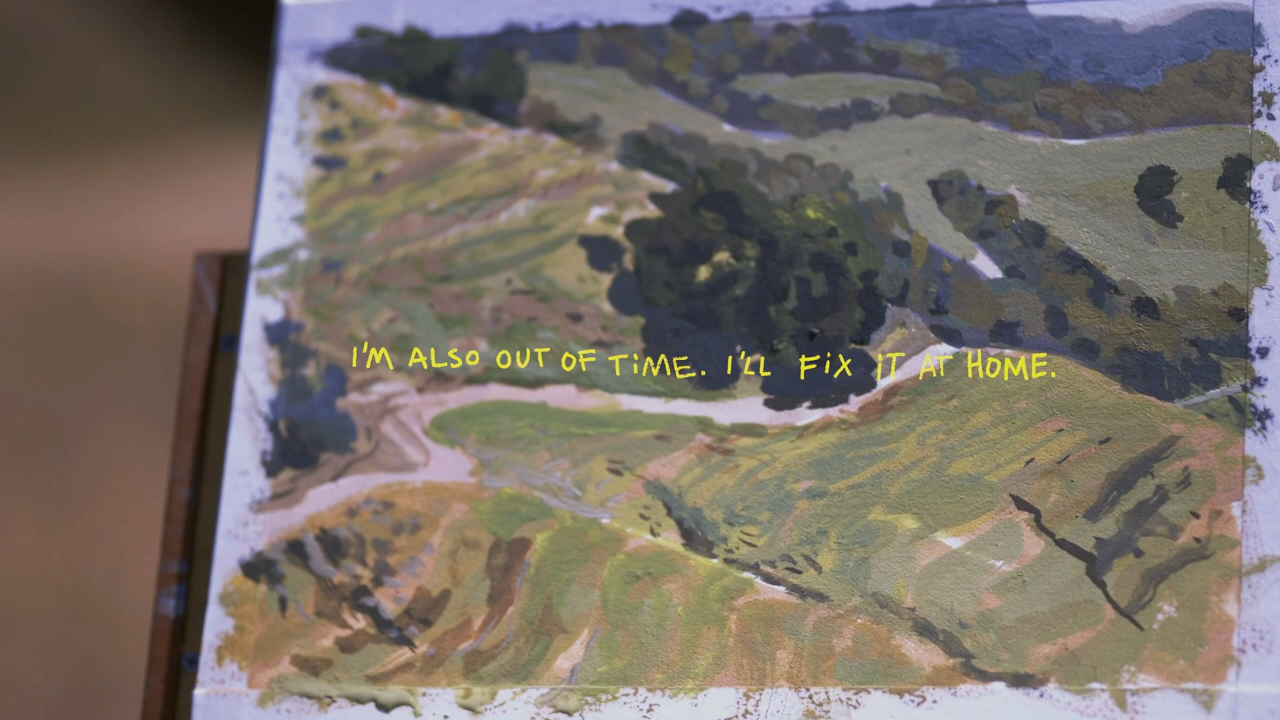 I'M ALSO OUT OF TIME. I'LL FIX IT AT HOME.